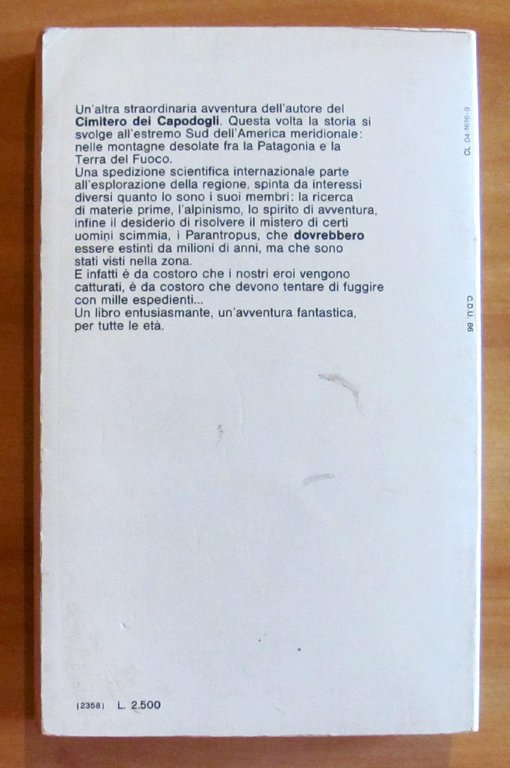 Un'altra straordinaria avventura dell'autore del
Cimitero dei Capodogli. Questa volta la storia si
svolge all'estremo Sud dell'America meridionale:
nelle montagne desolate fra la Patagonia e la
Terra del Fuoco.
Una spedizione scientifica internazionale parte
all'esplorazione della regione, spinta da interessi
diversi quanto lo sono i suoi membri: la ricerca
di materie prime, l'alpinismo, lo spirito di avventura,
infine il desiderio di risolvere il mistero di certi
uomini scimmia, i Parantropus, che dovrebbero
essere estinti da milioni di anni, ma che sono
stati visti nella zona.
E infatti è da costoro che i nostri eroi vengono
catturati, è da costoro che devono tentare di fuggire
con mille espedienti...
Un libro entusiasmante, un'avventura fantastica,
per tutte le età.
CL 04-1616-9
C.D.U. 86
(2358) L. 2.500